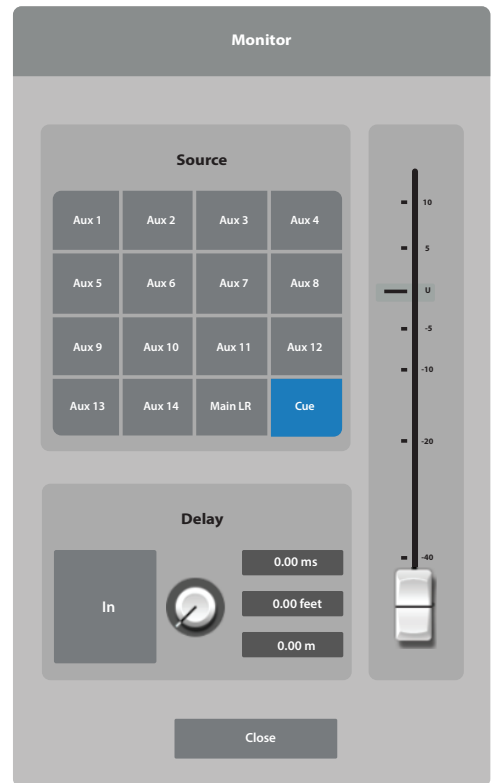 Monitor
Source
Aux 1 Aux 2 Aux 3 Aux 4
Aux 5 Aux 6 Aux 7 Aux 8
Aux 9 Aux 10 Aux 11 Aux 12
Aux 13 Aux 14 Main LR Cue
10
5
U
-5
-10
-20
-40
Delay
In
0.00 ms
0.00 feet
0.00 m
Close